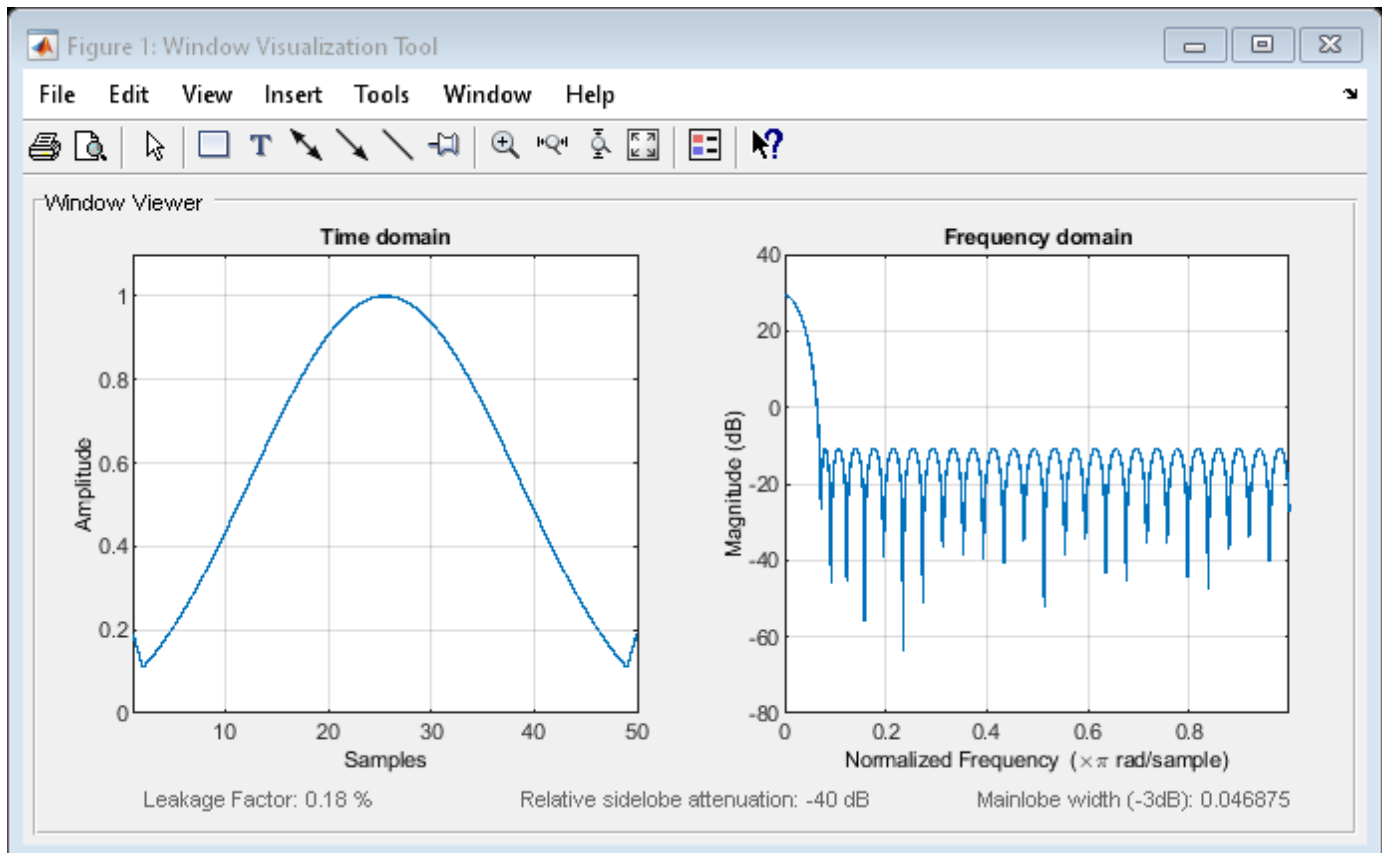 Figure 1: Window Visualization Tool
File Edit View Insert Tools Window Help
T
Window Viewer
Time domain
1
0.8
0.6
0.4
0.2
0
Amplitude
10 20 30 40 50
Samples
Frequency domain
40
20
0
-20
-40
-60
-80
Magnitude (dB)
0 0.2 0.4 0.6 0.8
Normalized Frequency (×π rad/sample)
Leakage Factor: 0.18 % Relative sidelobe attenuation: -40 dB Mainlobe width (-3dB): 0.046875